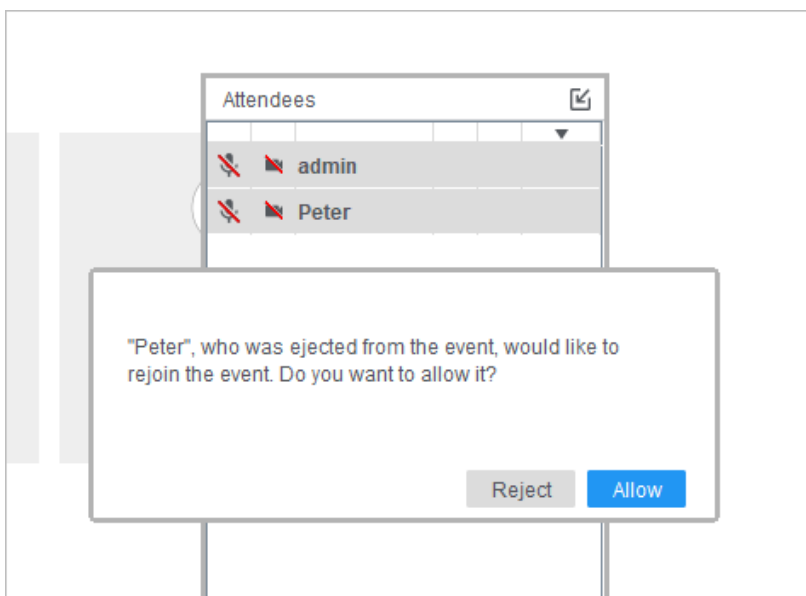 Attendees
admin
Peter
"Peter", who was ejected from the event, would like to
rejoin the event. Do you want to allow it?
Reject Allow